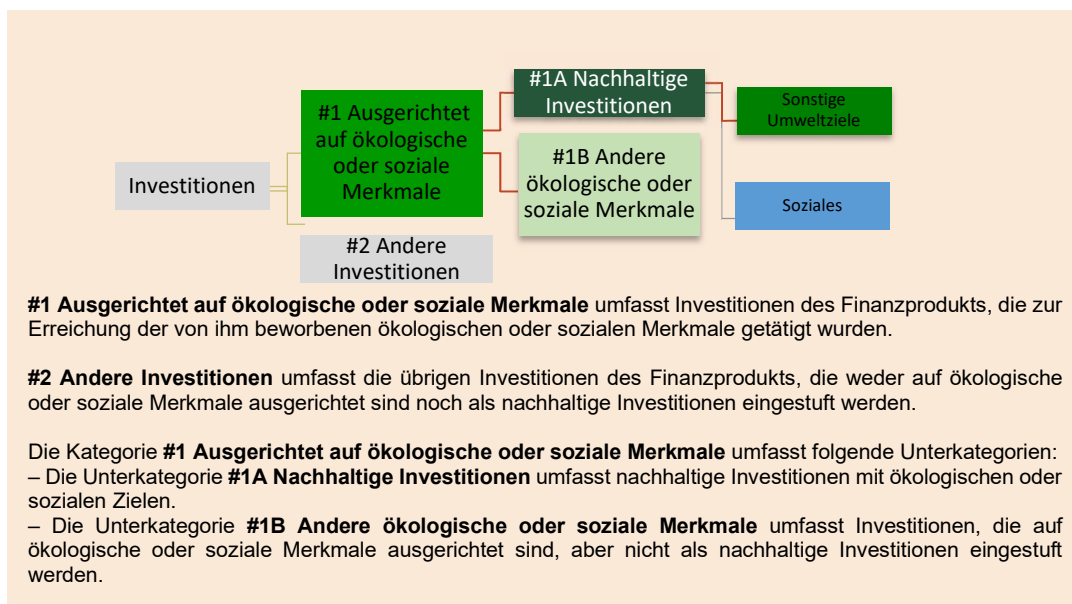 #1A Nachhaltige
Investitionen
Sonstige
Umweltziele
#1 Ausgerichtet
auf ökologische
oder soziale
Merkmale
#1B Andere
ökologische oder
soziale Merkmale
Investitionen
Soziales
#2 Andere
Investitionen
#1 Ausgerichtet auf ökologische oder soziale Merkmale umfasst Investitionen des Finanzprodukts, die zur
Erreichung der von ihm beworbenen ökologischen oder sozialen Merkmale getätigt wurden.
#2 Andere Investitionen umfasst die übrigen Investitionen des Finanzprodukts, die weder auf ökologische
oder soziale Merkmale ausgerichtet sind noch als nachhaltige Investitionen eingestuft werden.
Die Kategorie #1 Ausgerichtet auf ökologische oder soziale Merkmale umfasst folgende Unterkategorien:
– Die Unterkategorie #1A Nachhaltige Investitionen umfasst nachhaltige Investitionen mit ökologischen oder
sozialen Zielen.
– Die Unterkategorie #1B Andere ökologische oder soziale Merkmale umfasst Investitionen, die auf
ökologische oder soziale Merkmale ausgerichtet sind, aber nicht als nachhaltige Investitionen eingestuft
werden.